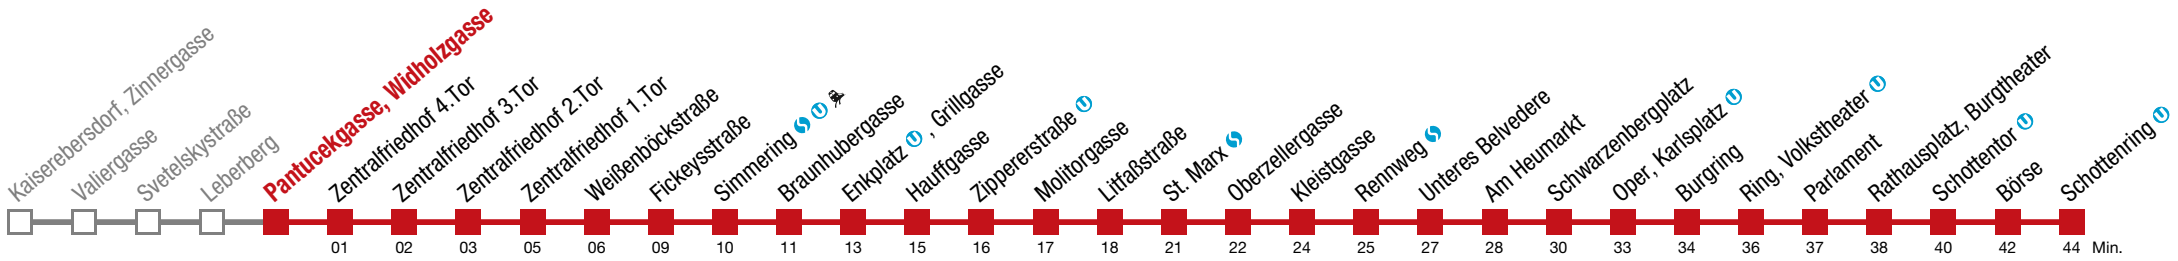 Kaiserebersdorf, Zinnergasse
Valiergasse
Svetelskystraße
Leberberg
Pantucekgasse, Widholzgasse
Zentralfriedhof 4.Tor
Zentralfriedhof 3.Tor
Zentralfriedhof 2.Tor
Zentralfriedhof 1.Tor
Weißenböckstraße
Fickeysstraße
Simmering S U
Braunhubergasse
Enkplatz U , Grillgasse
Hauffgasse
Zippererstraße U
Molitorgasse
Litfaßstraße
St. Marx S
Oberzellergasse
Kleistgasse
Rennweg S
Unteres Belvedere
Am Heumarkt
Schwarzenbergplatz
Oper, Karlsplatz U
Burgring
Ring, Volkstheater U
Parlament
Rathausplatz, Burgtheater
Schottentor U
Börse
Schottenring U
01 02 03 05 06 09 10 11 13 15 16 17 18 21 22 24 25 27 28 30 33 34 36 37 38 40 42 44 Min.